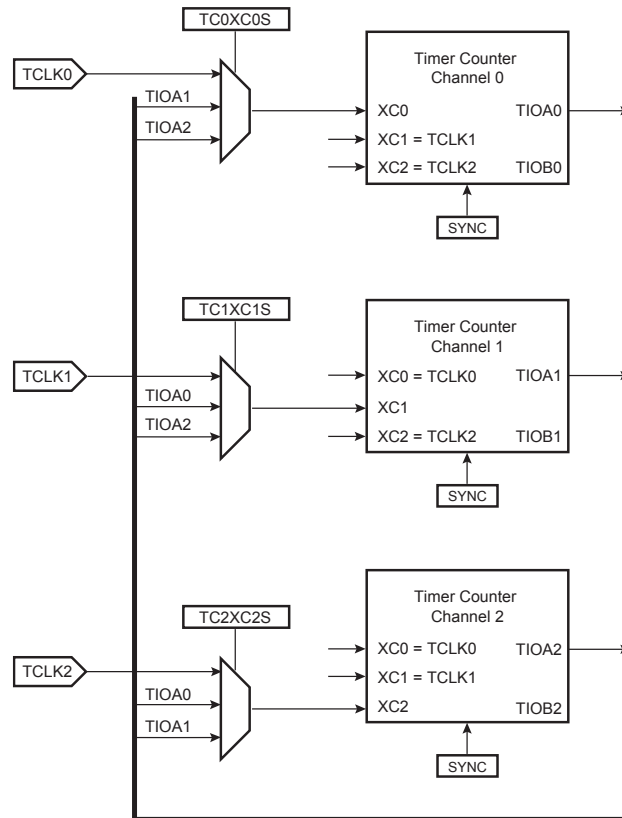 TC0XC0S
TCLK0
TIOA1
TIOA2
Timer Counter
Channel 0
XC0
TIOA0
XC1 = TCLK1
XC2 = TCLK2
TIOB0
SYNC
TC1XC1S
TCLK1
TIOA0
TIOA2
Timer Counter
Channel 1
XC0 = TCLK0
TIOA1
XC1
XC2 = TCLK2
TIOB1
SYNC
TC2XC2S
TCLK2
TIOA0
TIOA1
Timer Counter
Channel 2
XC0 = TCLK0
TIOA2
XC1 = TCLK1
XC2
TIOB2
SYNC